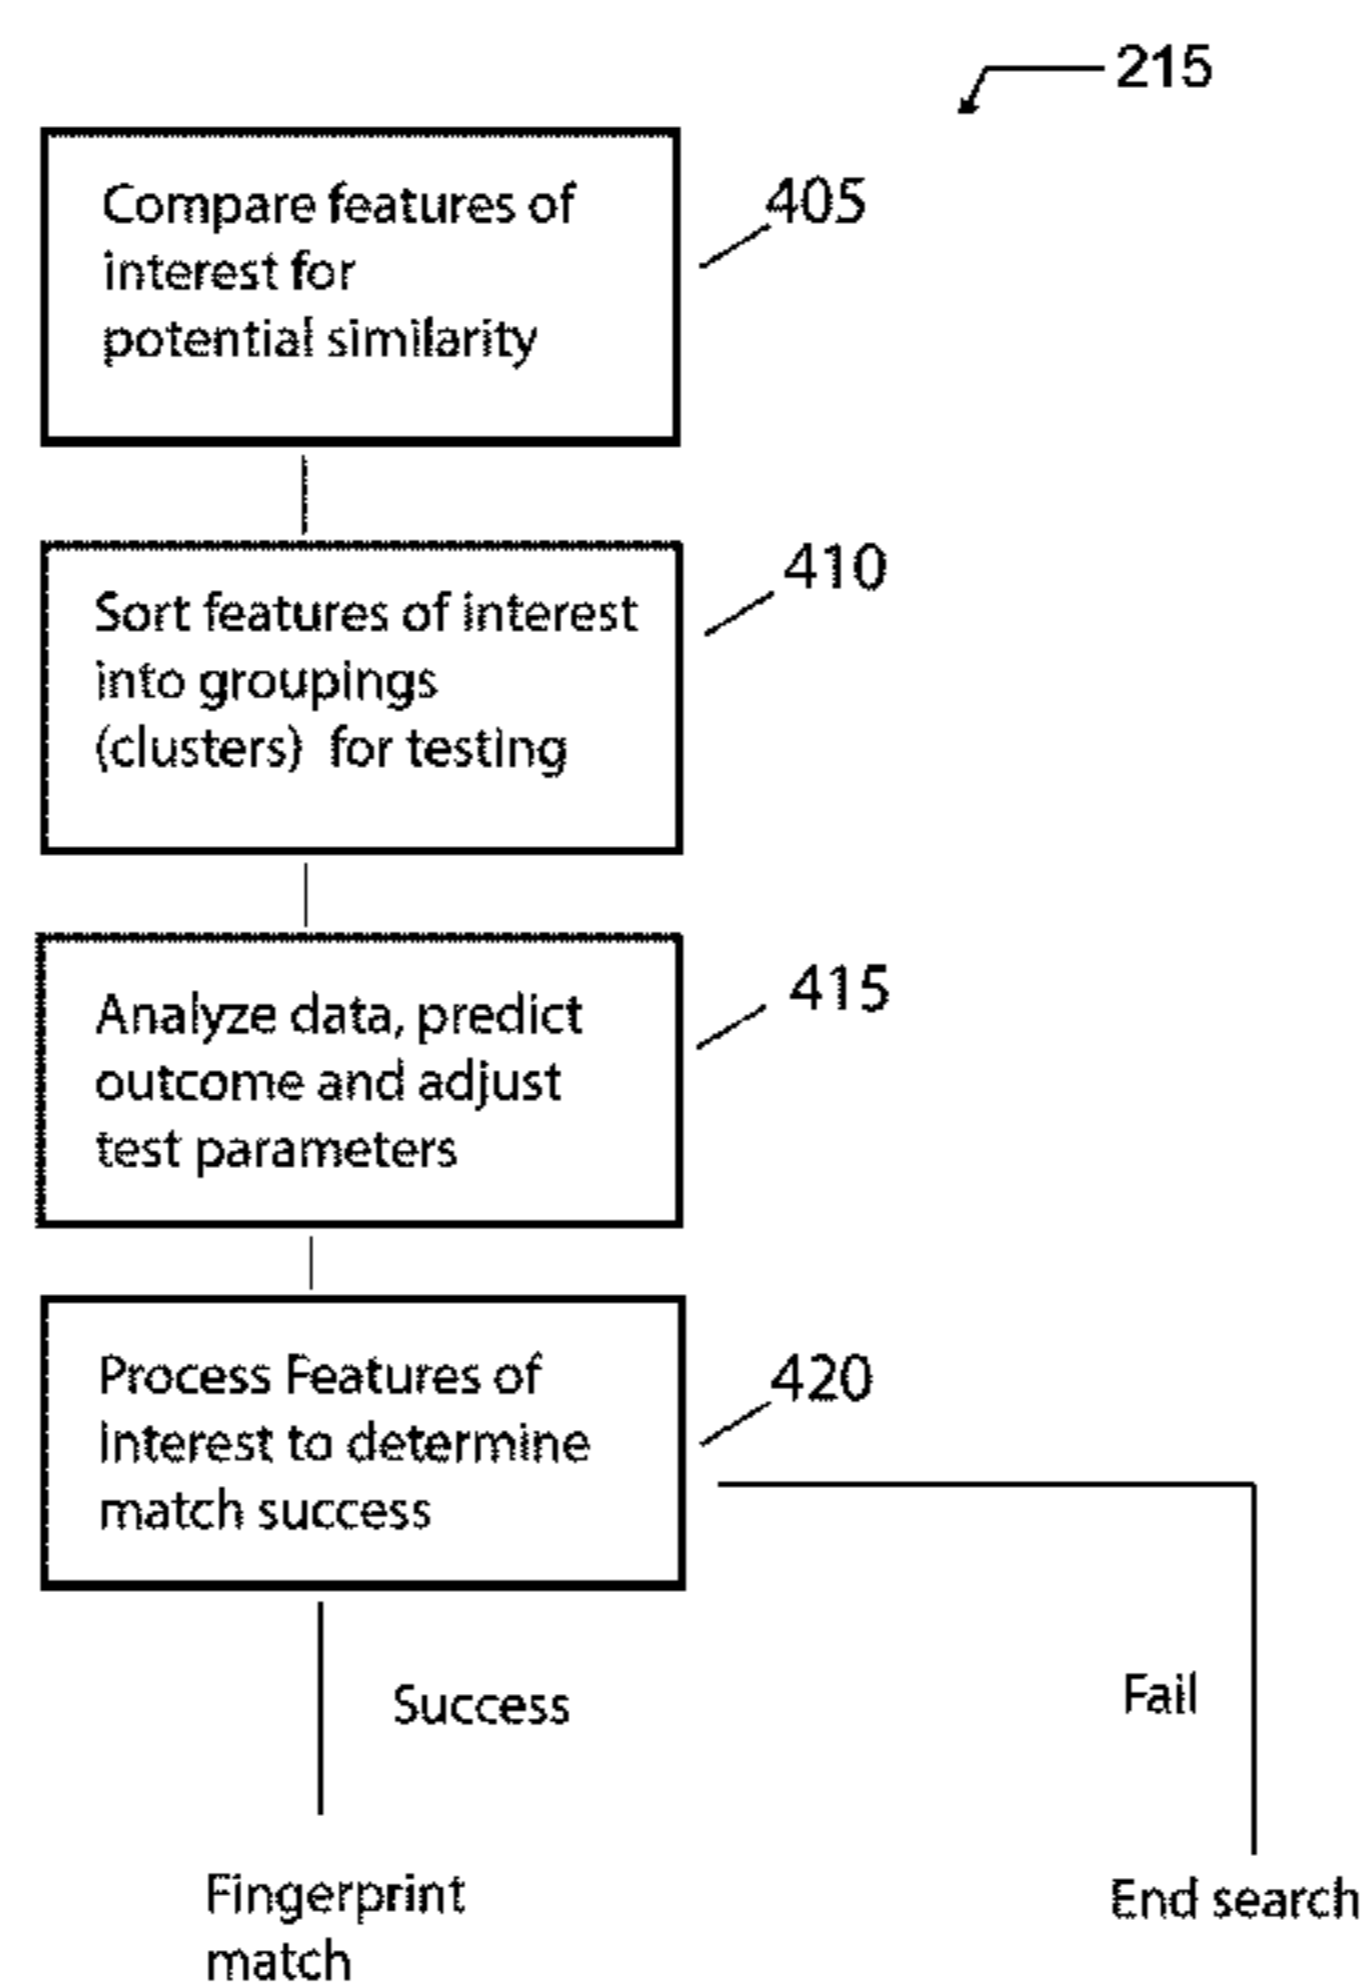 215
Compare features of
interest for
potential similarity
405
Sort features of interest
into groupings
(clusters) for testing
410
Analyze data, predict
outcome and adjust
test parameters
415
Process Features of
Interest to determine
match success
420
Success
Fail
Fingerprint
match
End search